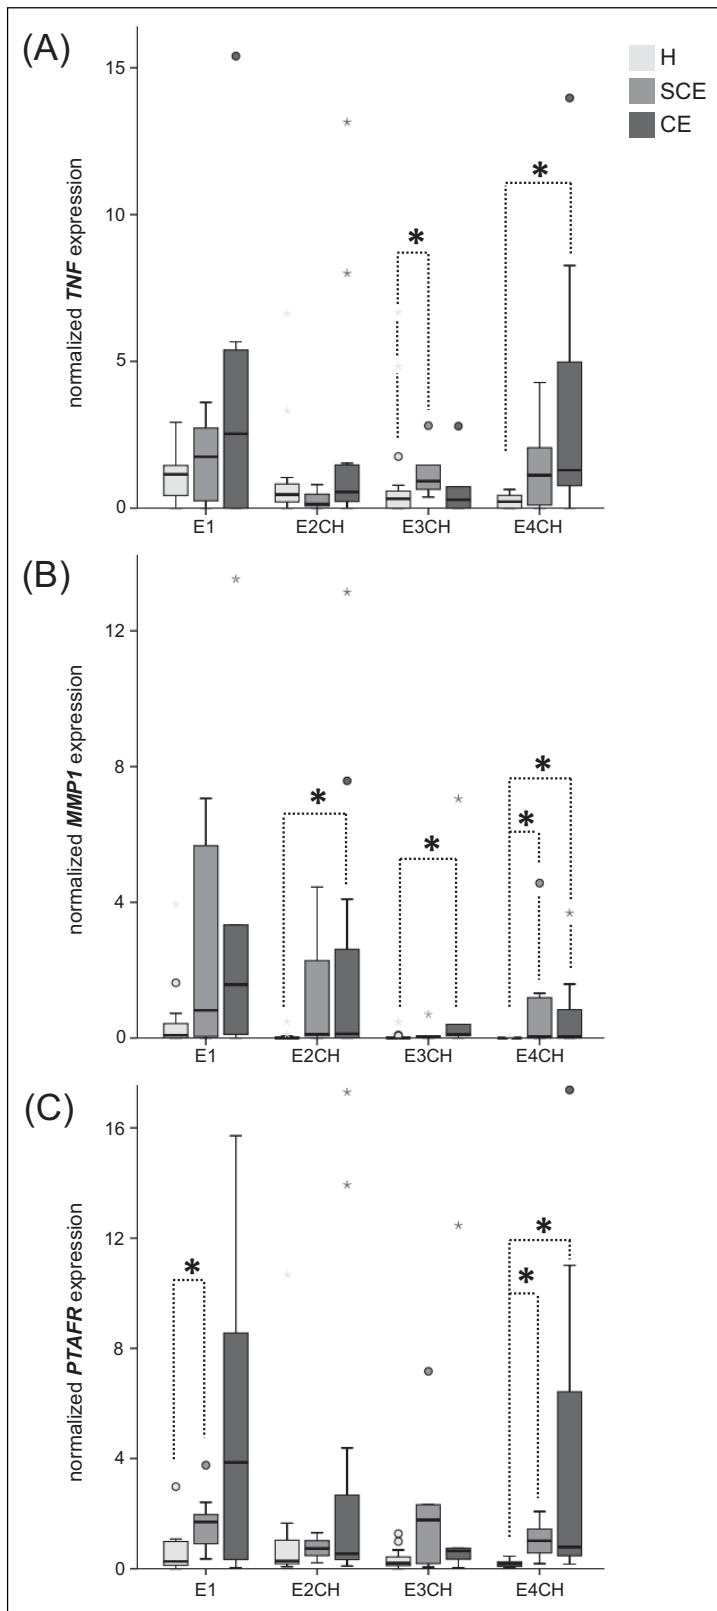 (A)
H
SCE
CE
normalized TNF expression
15
10
5
0
*
*
E1 E2CH E3CH E4CH
(B)
normalized MMP1 expression
12
8
4
0
*
*
*
*
E1 E2CH E3CH E4CH
(C)
normalized PTAFR expression
16
12
8
4
0
*
*
*
E1 E2CH E3CH E4CH